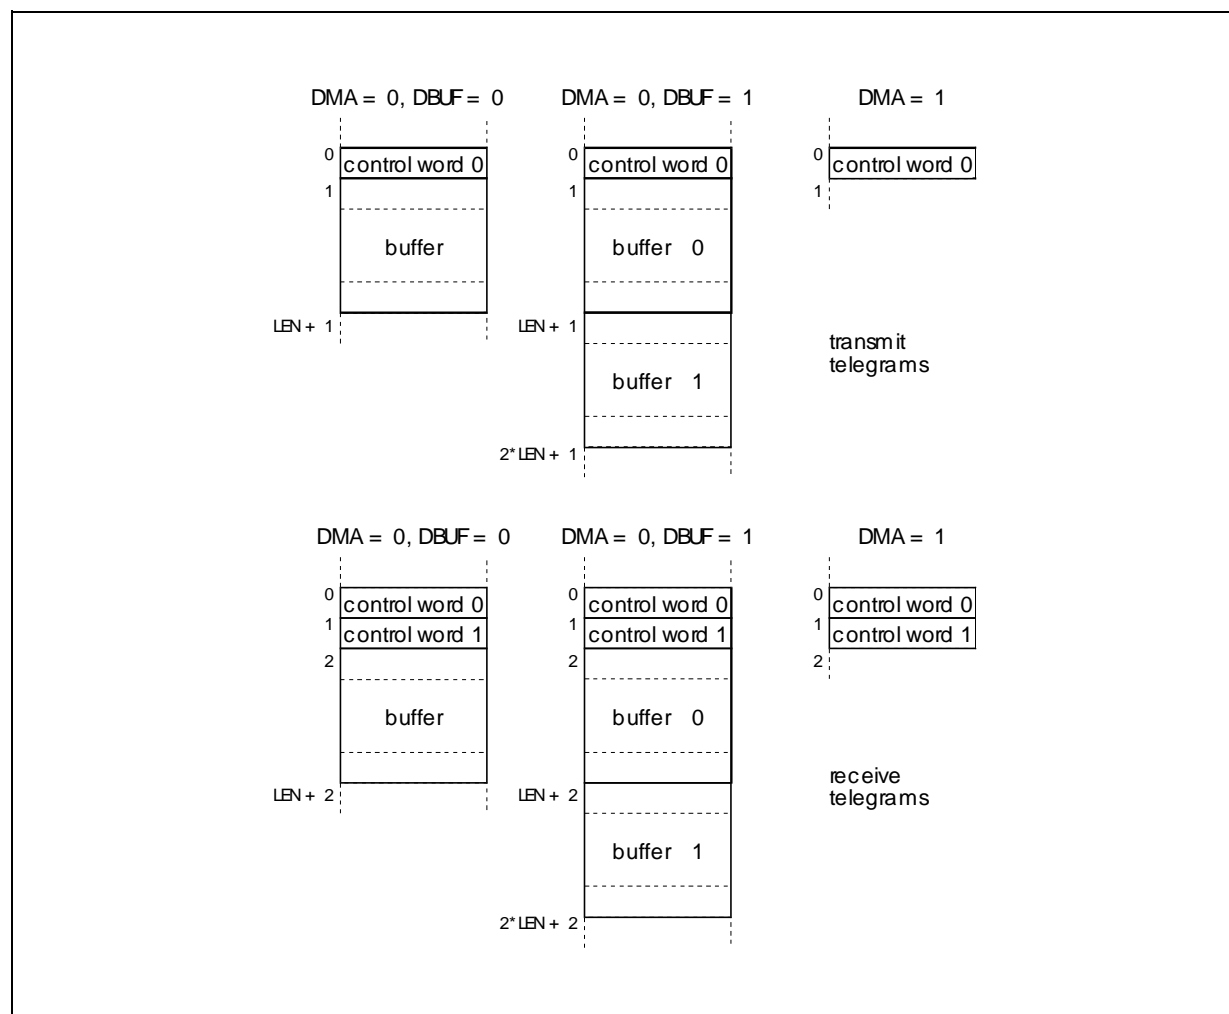 DMA = 0, DBUF = 0 DMA = 0, DBUF = 1 DMA = 1
0 control word 0 0 control word 0 0 control word 0
1 1 1
buffer buffer 0
LEN + 1 LEN + 1
transmit
telegrams
buffer 1
2*LEN + 1
DMA = 0, DBUF = 0 DMA = 0, DBUF = 1 DMA = 1
0 control word 0 0 control word 0 0 control word 0
1 control word 1 1 control word 1 1 control word 1
2 2 2
buffer buffer 0
LEN + 2 LEN + 2
receive
telegrams
buffer 1
2*LEN + 2